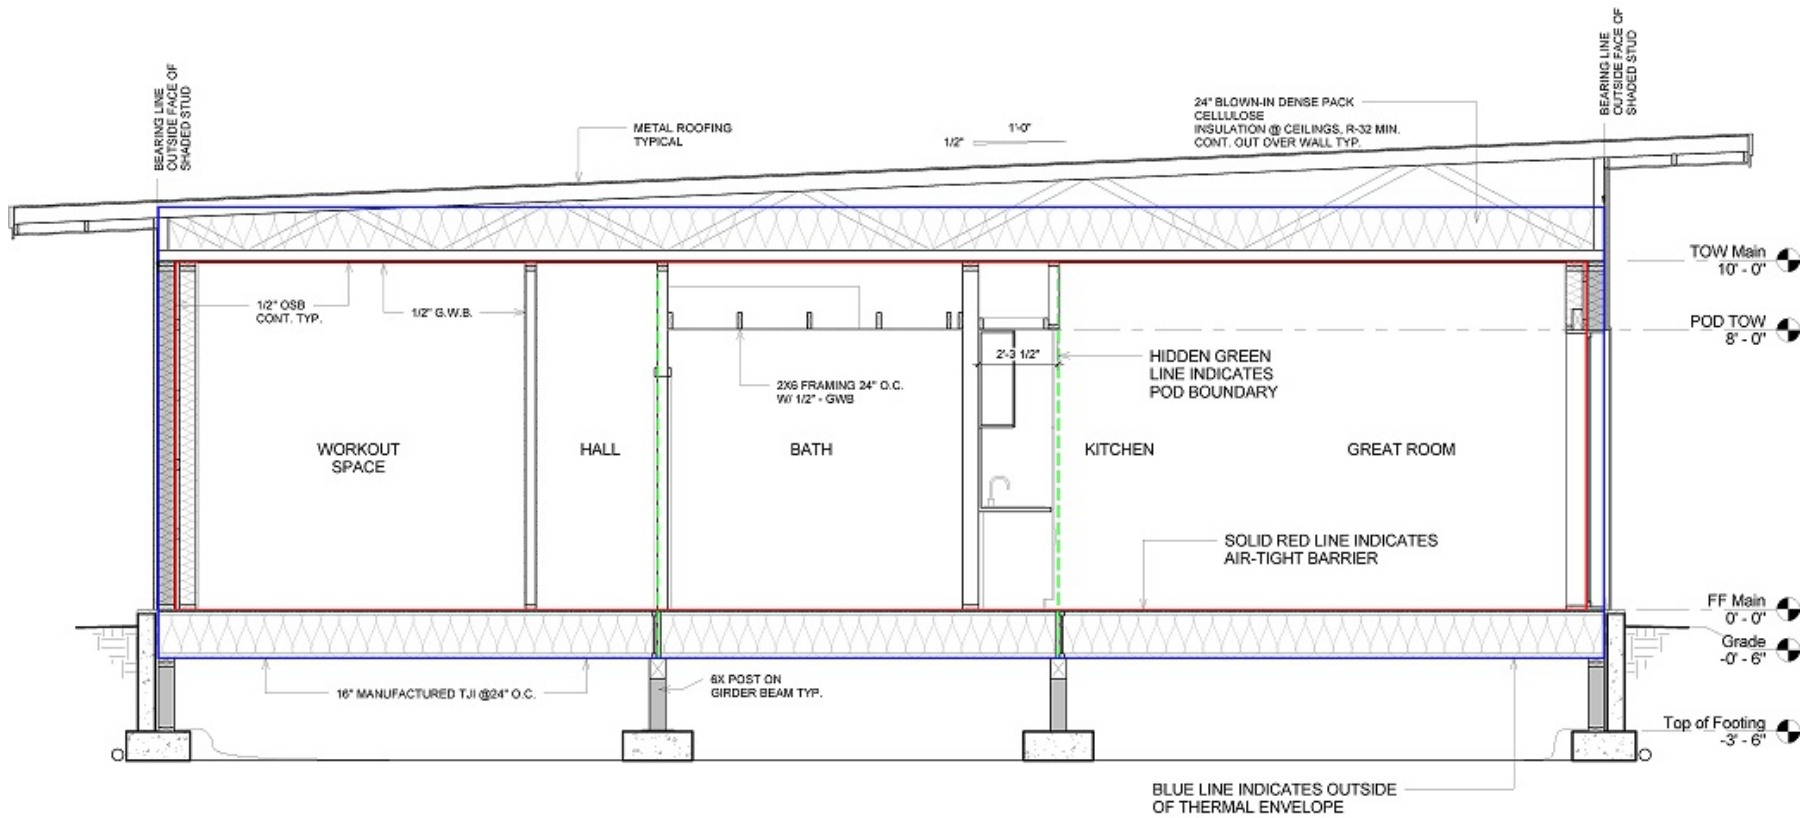 BEARING LINE
OUTSIDE FACE OF
SHADED STUD
BEARING LINE
OUTSIDE FACE OF
SHADED STUD
METAL ROOFING
TYPICAL
1/2"
1'-0"
24" BLOWN-IN DENSE PACK
CELLULOSE
INSULATION @ CEILINGS, R-32 MIN.
CONT. OUT OVER WALL TYP.
TOW Main
10' - 0"
1/2" OSB
CONT. TYP.
1/2" G.W.B.
POD TOW
8' - 0"
2'-3 1/2"
HIDDEN GREEN
LINE INDICATES
POD BOUNDARY
2X6 FRAMING 24" O.C.
W/ 1/2" - GWB
WORKOUT
SPACE
HALL
BATH
KITCHEN
GREAT ROOM
SOLID RED LINE INDICATES
AIR-TIGHT BARRIER
FF Main
0' - 0"
Grade
-0' - 6"
16" MANUFACTURED TJI @24" O.C.
6X POST ON
GIRDER BEAM TYP.
Top of Footing
-3' - 6"
BLUE LINE INDICATES OUTSIDE
OF THERMAL ENVELOPE